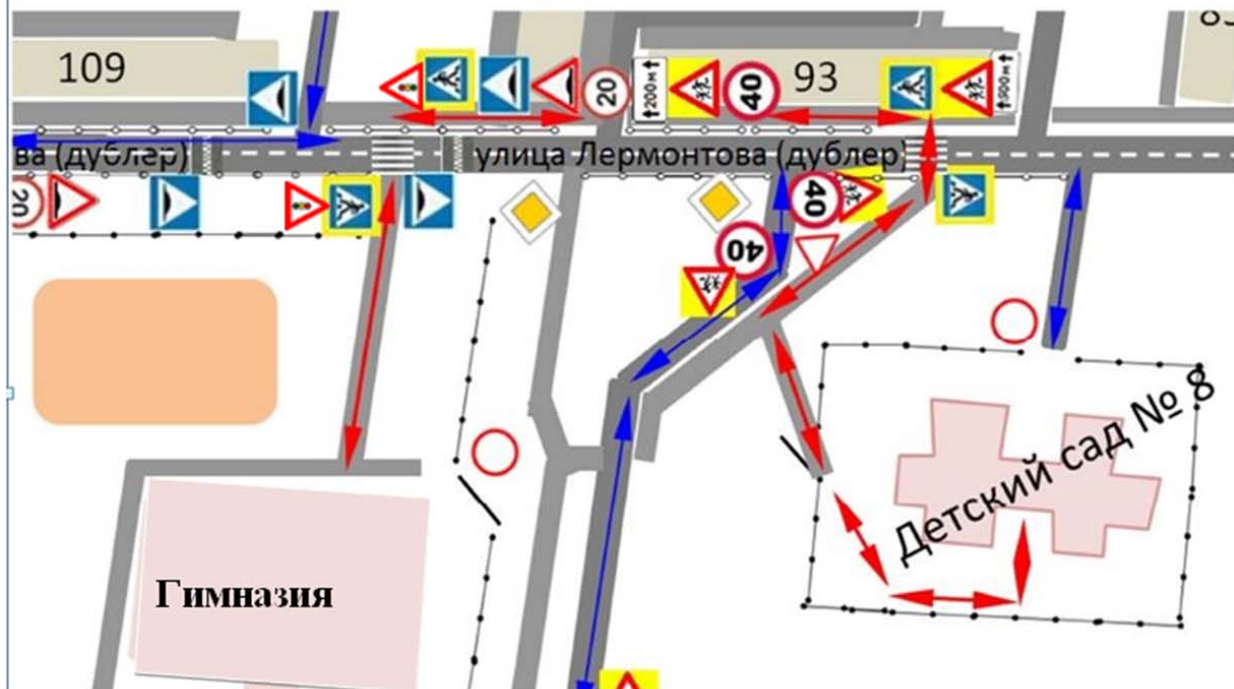 85
109
93
20
200 м
40
500 м
ва (дублер)
улица Лермонтова (дублер)
20
40
40
Детский сад № 8
Гимназия